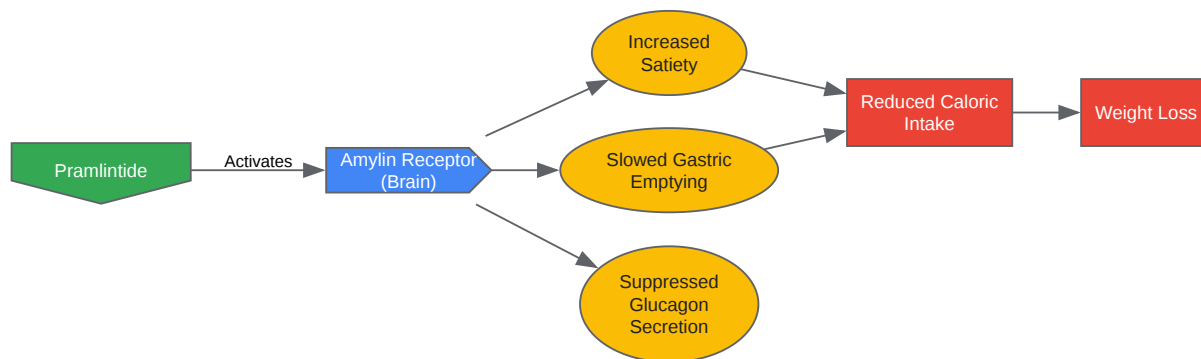 Pramlintide
Activates
Amylin Receptor
(Brain)
Increased
Satiety
Slowed Gastric
Emptying
Suppressed
Glucagon
Secretion
Reduced Caloric
Intake
Weight Loss